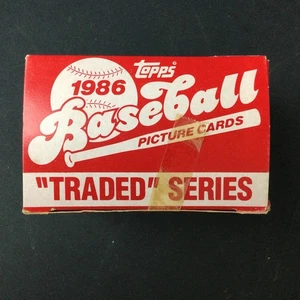 topps
1986
Baseball
PICTURE CARDS
"TRADED" SERIES